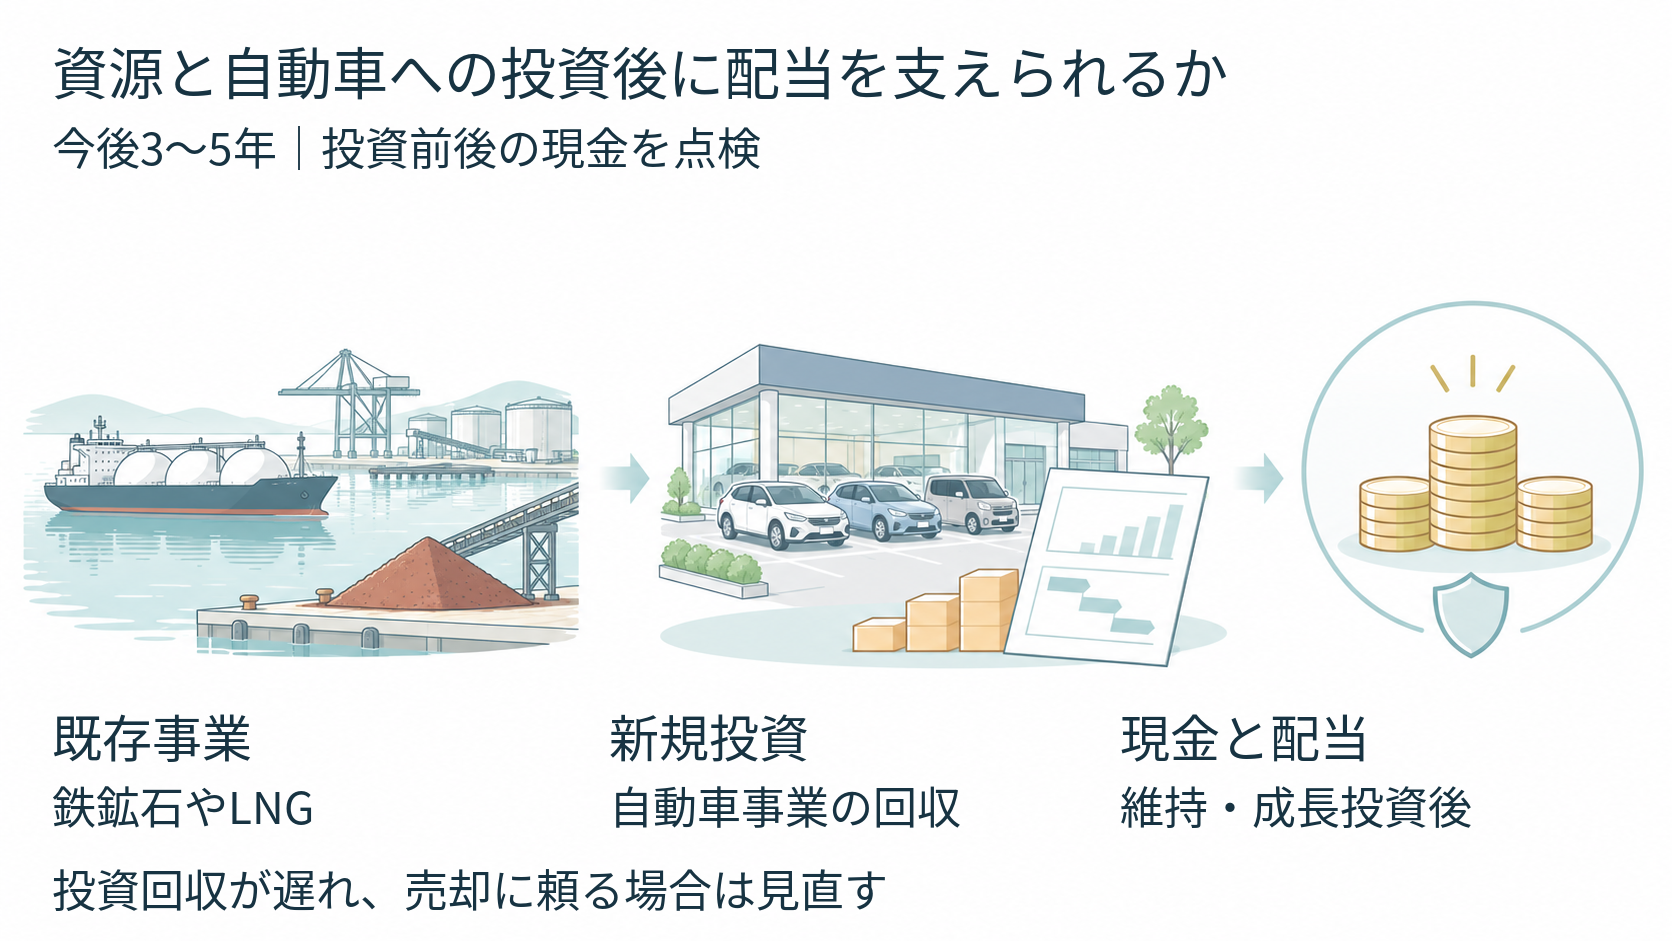 資源と自動車への投資後に配当を支えられるか
今後3〜5年｜投資前後の現金を点検
既存事業
鉄鉱石やLNG
新規投資
自動車事業の回収
現金と配当
維持・成長投資後
投資回収が遅れ、売却に頼る場合は見直す